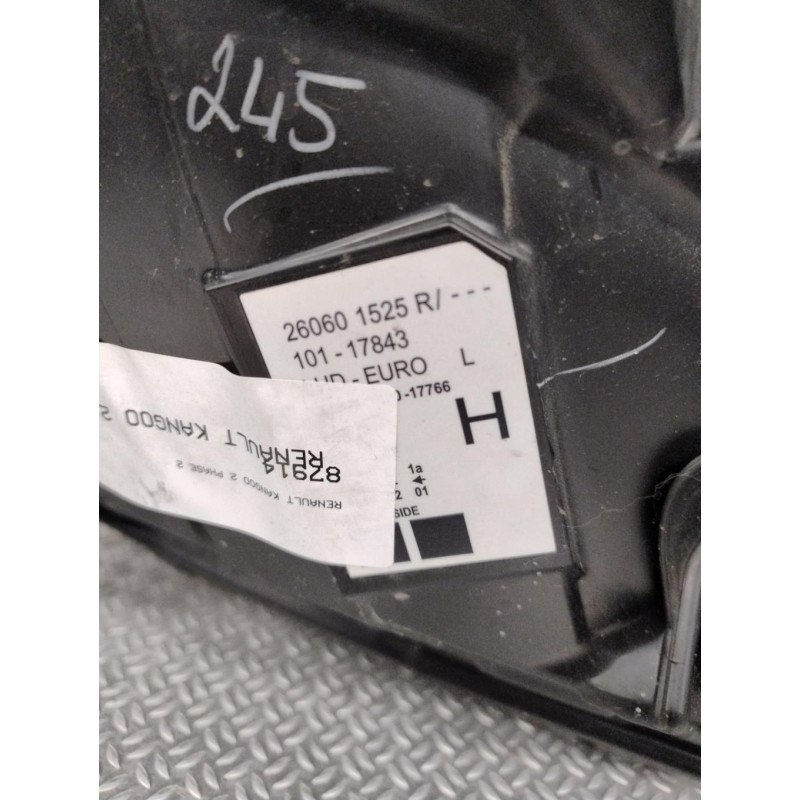 245
26060 1525 R/ - - -
101 - 17843
- EURO L
-17766
H
1a
2 01
SIDE
RENAULT KANGOO 2 PHASE 2
87914
RENAULT KANGOO 2